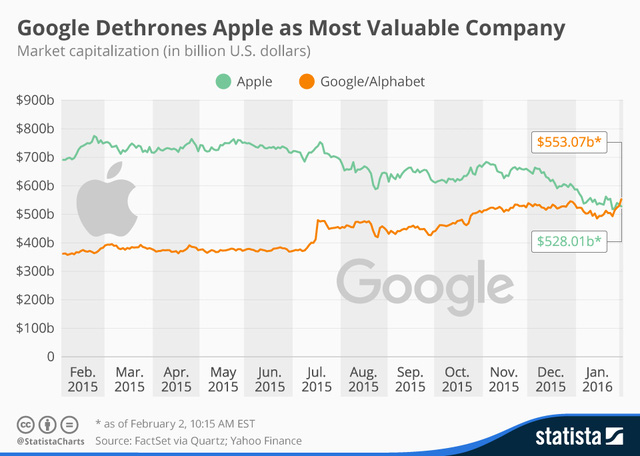 Google Dethrones Apple as Most Valuable Company
Market capitalization (in billion U.S. dollars)
Apple Google/Alphabet
$900b
$800b
$700b
$600b
$500b
$400b
$300b
$200b
$100b
0
$553.07b*
$528.01b*
Google
Feb. Mar. Apr. May Jun. Jul. Aug. Sep. Oct. Nov. Dec. Jan.
2015 2015 2015 2015 2015 2015 2015 2015 2015 2015 2015 2016
* as of February 2, 10:15 AM EST
@StatistaCharts Source: FactSet via Quartz; Yahoo Finance
statista